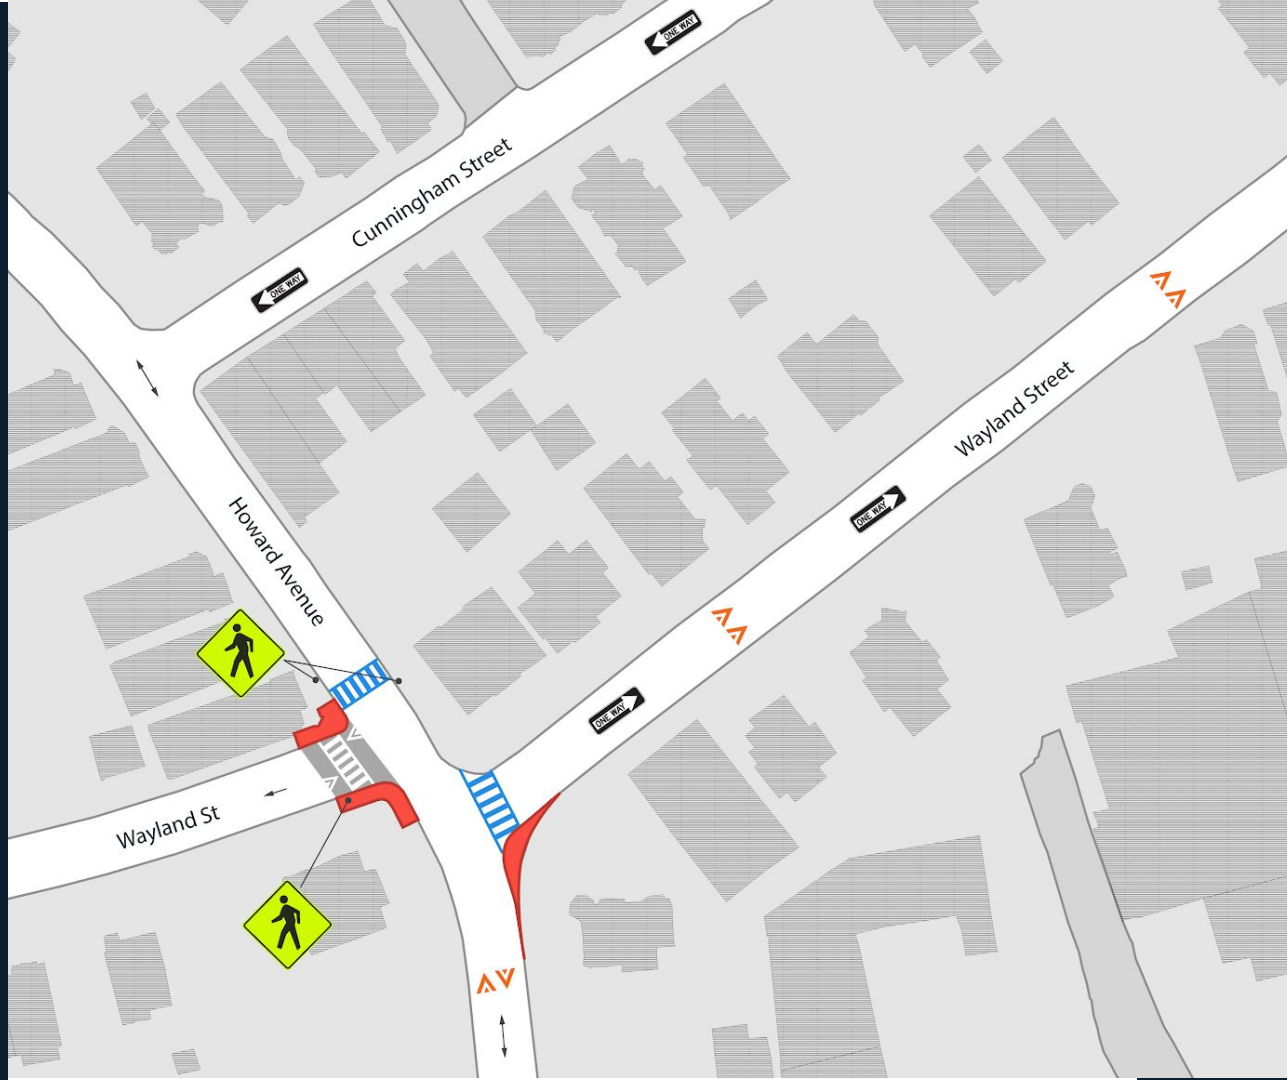 ONE WAY
Cunningham Street
ONE WAY
Wayland Street
ONE WAY
Howard Avenue
ONE WAY
Wayland St